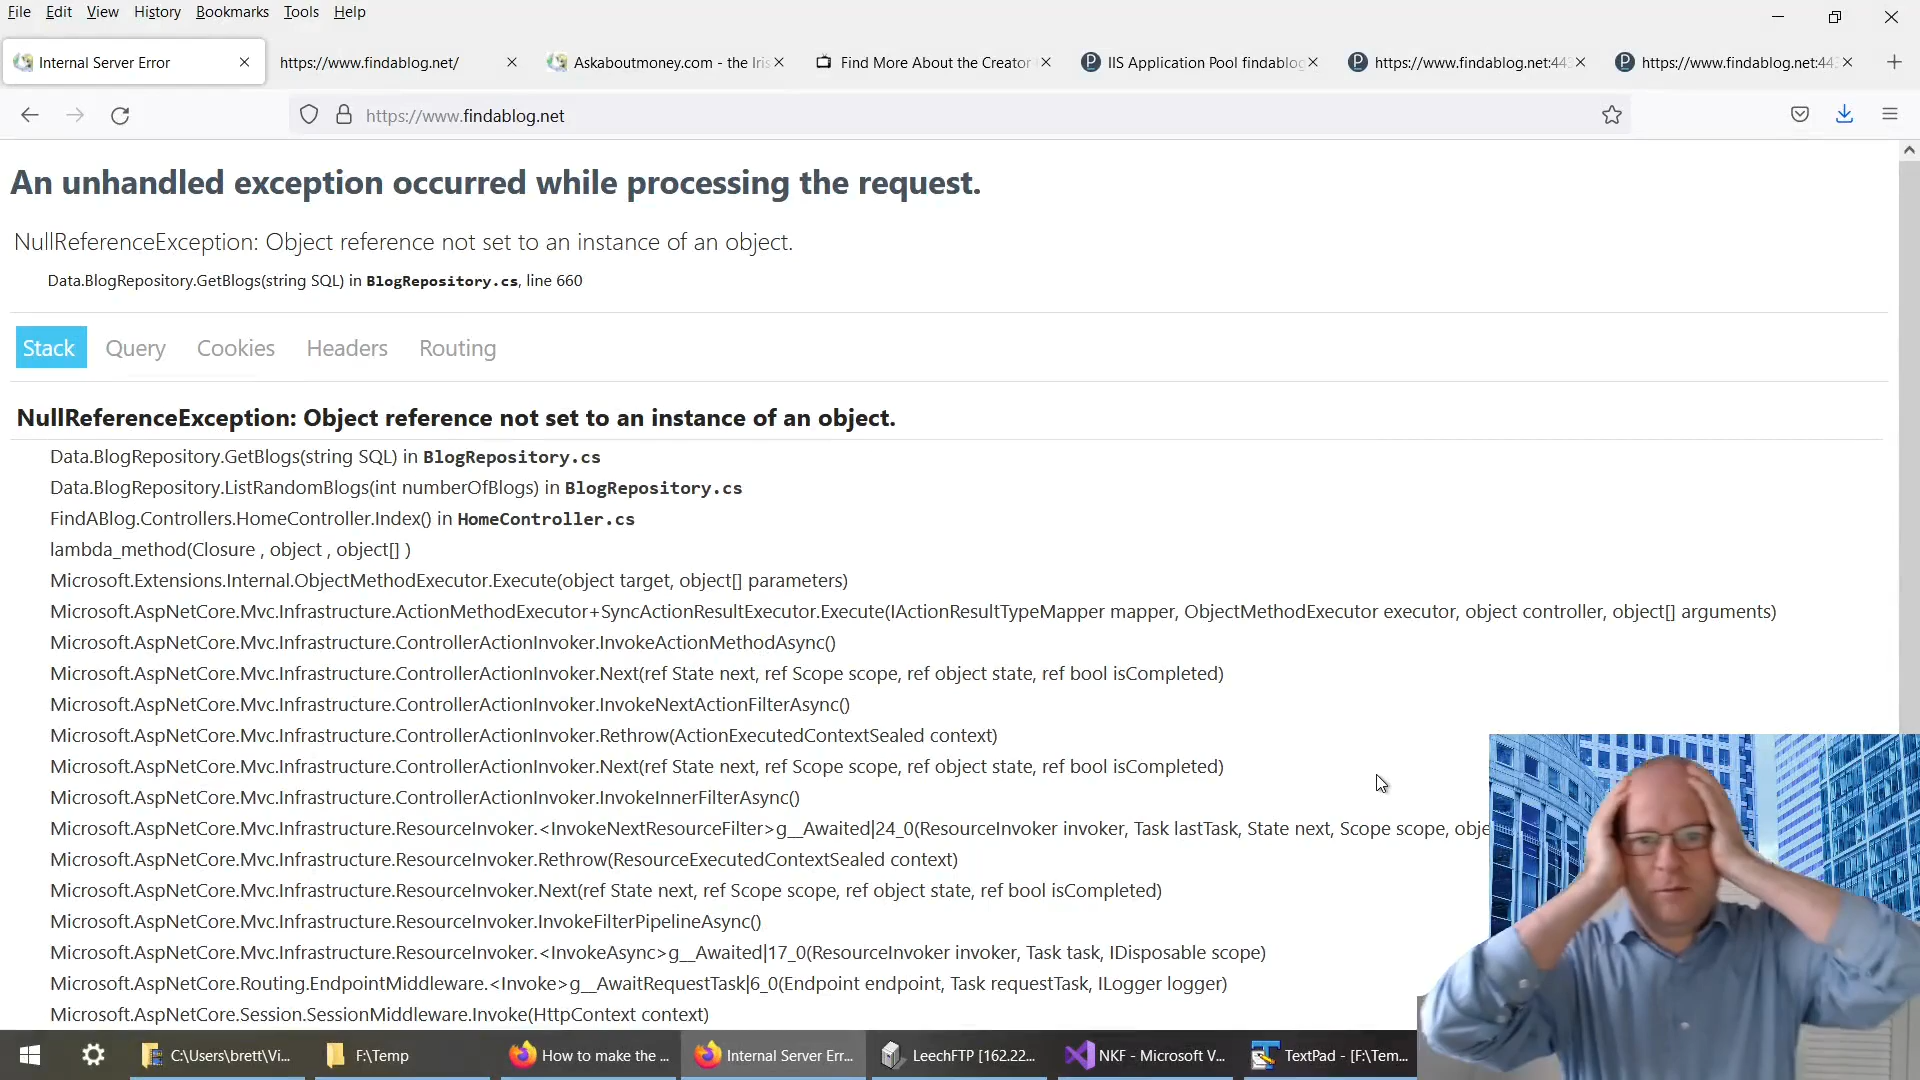 File Edit View History Bookmarks Tools Help
Internal Server Error
https://www.findablog.net/
Askaboutmoney.com - the Iris
Find More About the Creator
IIS Application Pool findablog
https://www.findablog.net:443
https://www.findablog.net:443
https://www.findablog.net
An unhandled exception occurred while processing the request.
NullReferenceException: Object reference not set to an instance of an object.
Data.BlogRepository.GetBlogs(string SQL) in BlogRepository.cs, line 660
Stack Query Cookies Headers Routing
NullReferenceException: Object reference not set to an instance of an object.
Data.BlogRepository.GetBlogs(string SQL) in BlogRepository.cs
Data.BlogRepository.ListRandomBlogs(int numberOfBlogs) in BlogRepository.cs
FindABlog.Controllers.HomeController.Index() in HomeController.cs
lambda_method(Closure , object , object[] )
Microsoft.Extensions.Internal.ObjectMethodExecutor.Execute(object target, object[] parameters)
Microsoft.AspNetCore.Mvc.Infrastructure.ActionMethodExecutor+SyncActionResultExecutor.Execute(IActionResultTypeMapper mapper, ObjectMethodExecutor executor, object controller, object[] arguments)
Microsoft.AspNetCore.Mvc.Infrastructure.ControllerActionInvoker.InvokeActionMethodAsync()
Microsoft.AspNetCore.Mvc.Infrastructure.ControllerActionInvoker.Next(ref State next, ref Scope scope, ref object state, ref bool isCompleted)
Microsoft.AspNetCore.Mvc.Infrastructure.ControllerActionInvoker.InvokeNextActionFilterAsync()
Microsoft.AspNetCore.Mvc.Infrastructure.ControllerActionInvoker.Rethrow(ActionExecutedContextSealed context)
Microsoft.AspNetCore.Mvc.Infrastructure.ControllerActionInvoker.Next(ref State next, ref Scope scope, ref object state, ref bool isCompleted)
Microsoft.AspNetCore.Mvc.Infrastructure.ControllerActionInvoker.InvokeInnerFilterAsync()
Microsoft.AspNetCore.Mvc.Infrastructure.ResourceInvoker.<InvokeNextResourceFilter>g__Awaited|24_0(ResourceInvoker invoker, Task lastTask, State next, Scope scope, obje
Microsoft.AspNetCore.Mvc.Infrastructure.ResourceInvoker.Rethrow(ResourceExecutedContextSealed context)
Microsoft.AspNetCore.Mvc.Infrastructure.ResourceInvoker.Next(ref State next, ref Scope scope, ref object state, ref bool isCompleted)
Microsoft.AspNetCore.Mvc.Infrastructure.ResourceInvoker.InvokeFilterPipelineAsync()
Microsoft.AspNetCore.Mvc.Infrastructure.ResourceInvoker.<InvokeAsync>g__Awaited|17_0(ResourceInvoker invoker, Task task, IDisposable scope)
Microsoft.AspNetCore.Routing.EndpointMiddleware.<Invoke>g__AwaitRequestTask|6_0(Endpoint endpoint, Task requestTask, ILogger logger)
Microsoft.AspNetCore.Session.SessionMiddleware.Invoke(HttpContext context)
C:\Users\brett\Vi...
F:\Temp
How to make the ...
Internal Server Err...
LeechFTP [162.22...
NKF - Microsoft V...
TextPad - [F:\Tem...